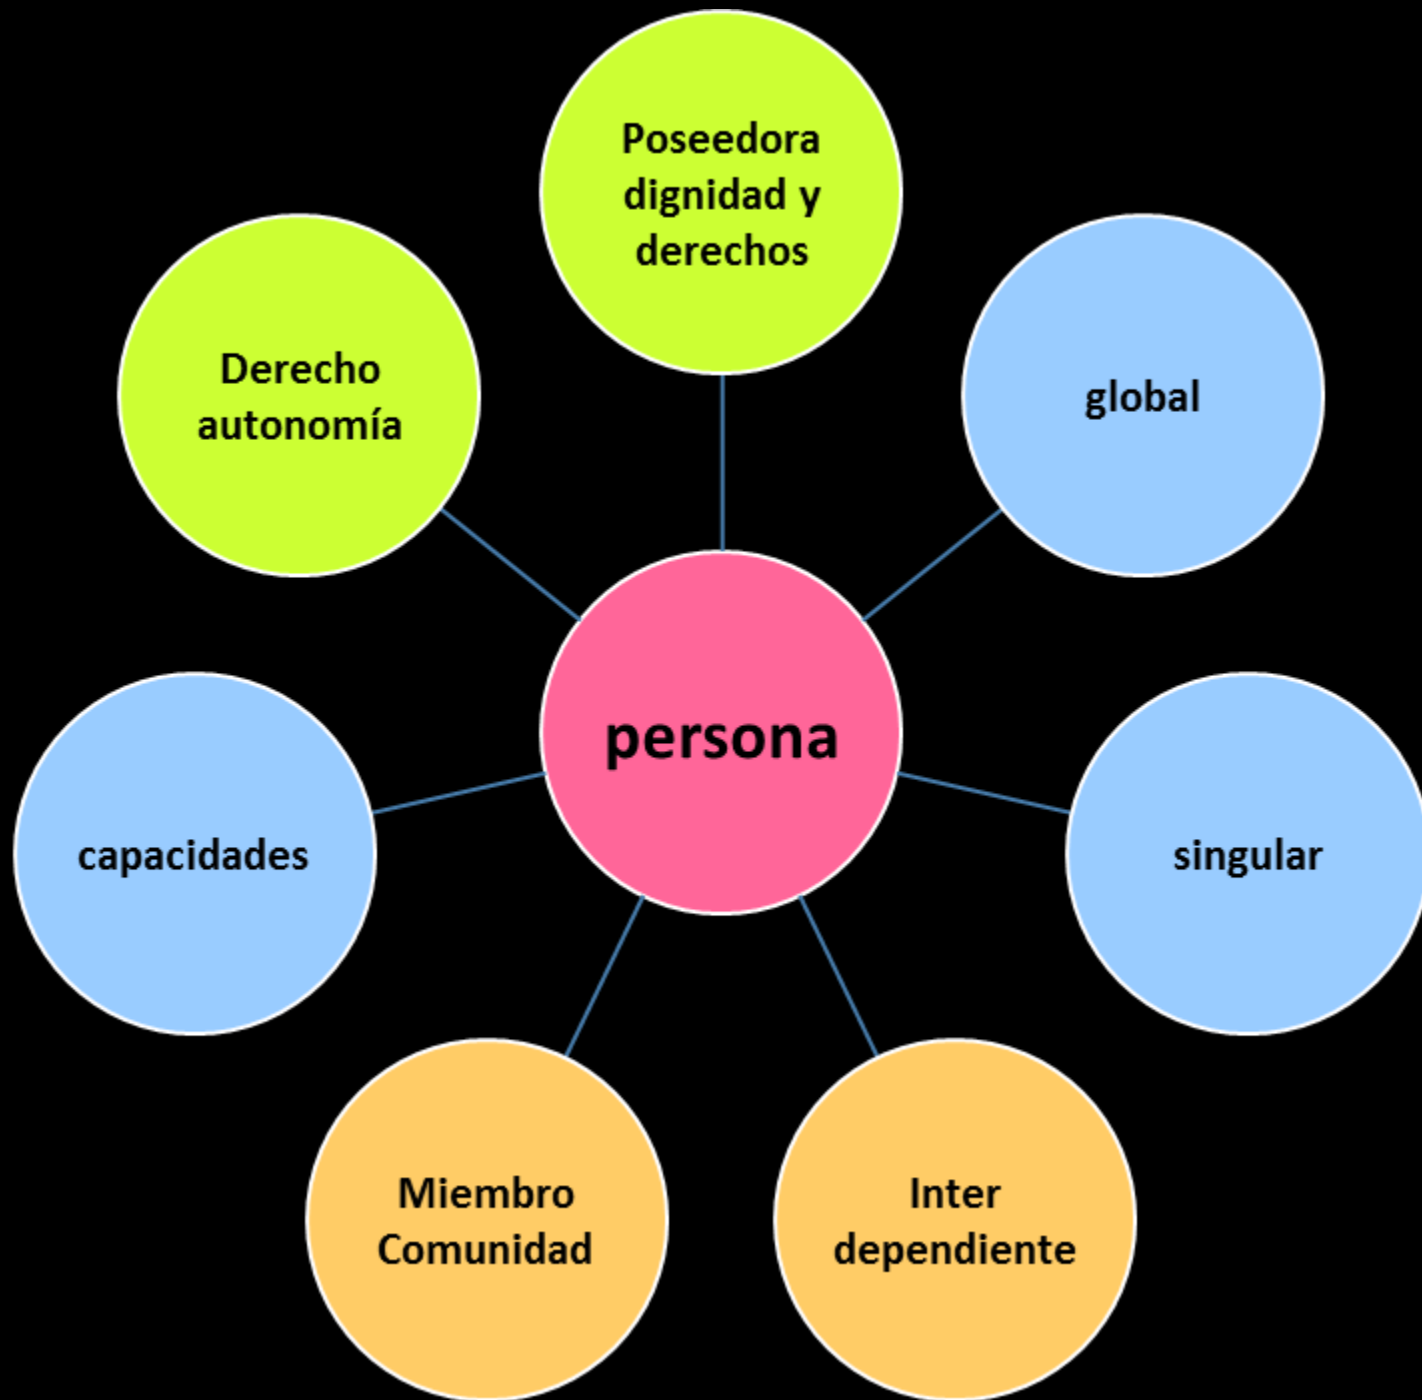 Poseedora
dignidad y
derechos
Derecho
autonomía
global
persona
capacidades
singular
Miembro
Comunidad
Inter
dependiente